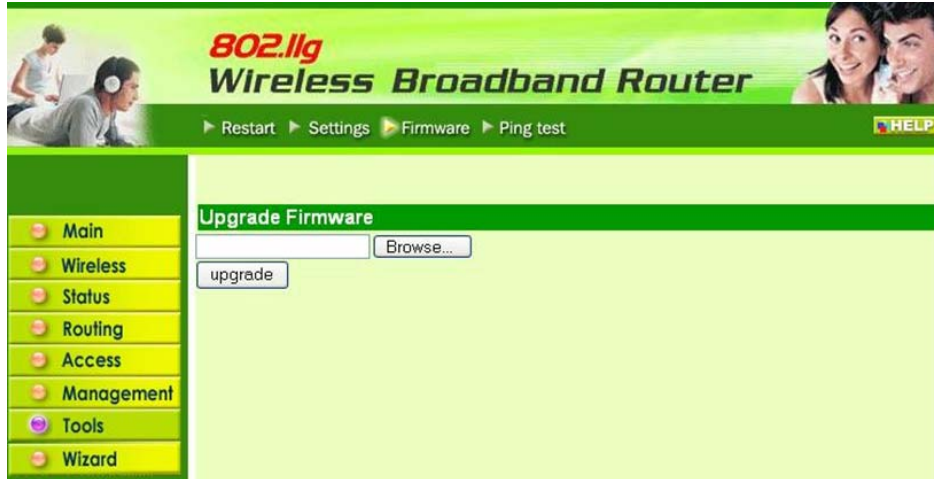 802.11g
Wireless Broadband Router
Restart Settings Firmware Ping test
HELP
Main
Wireless
Status
Routing
Access
Management
Tools
Wizard
Upgrade Firmware
Browse...
upgrade